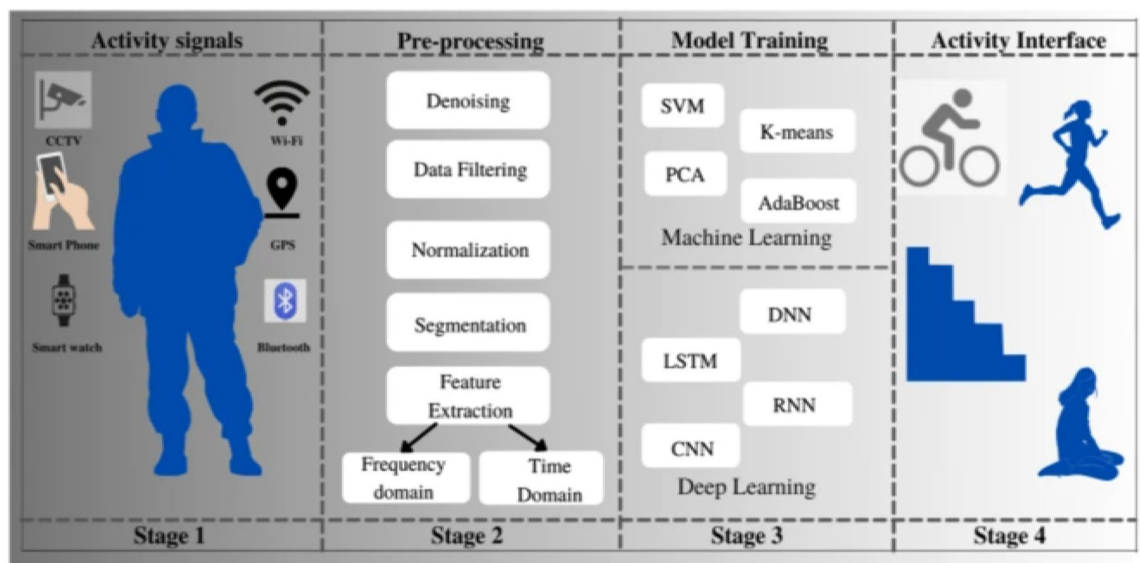 Activity signals
Pre-processing
Model Training
Activity Interface
CCTV
Wi-Fi
Smart Phone
GPS
Smart watch
Bluetooth
Denoising
Data Filtering
Normalization
Segmentation
Feature
Extraction
Frequency
domain
Time
Domain
SVM
K-means
PCA
AdaBoost
Machine Learning
DNN
LSTM
RNN
CNN
Deep Learning
Stage 1
Stage 2
Stage 3
Stage 4